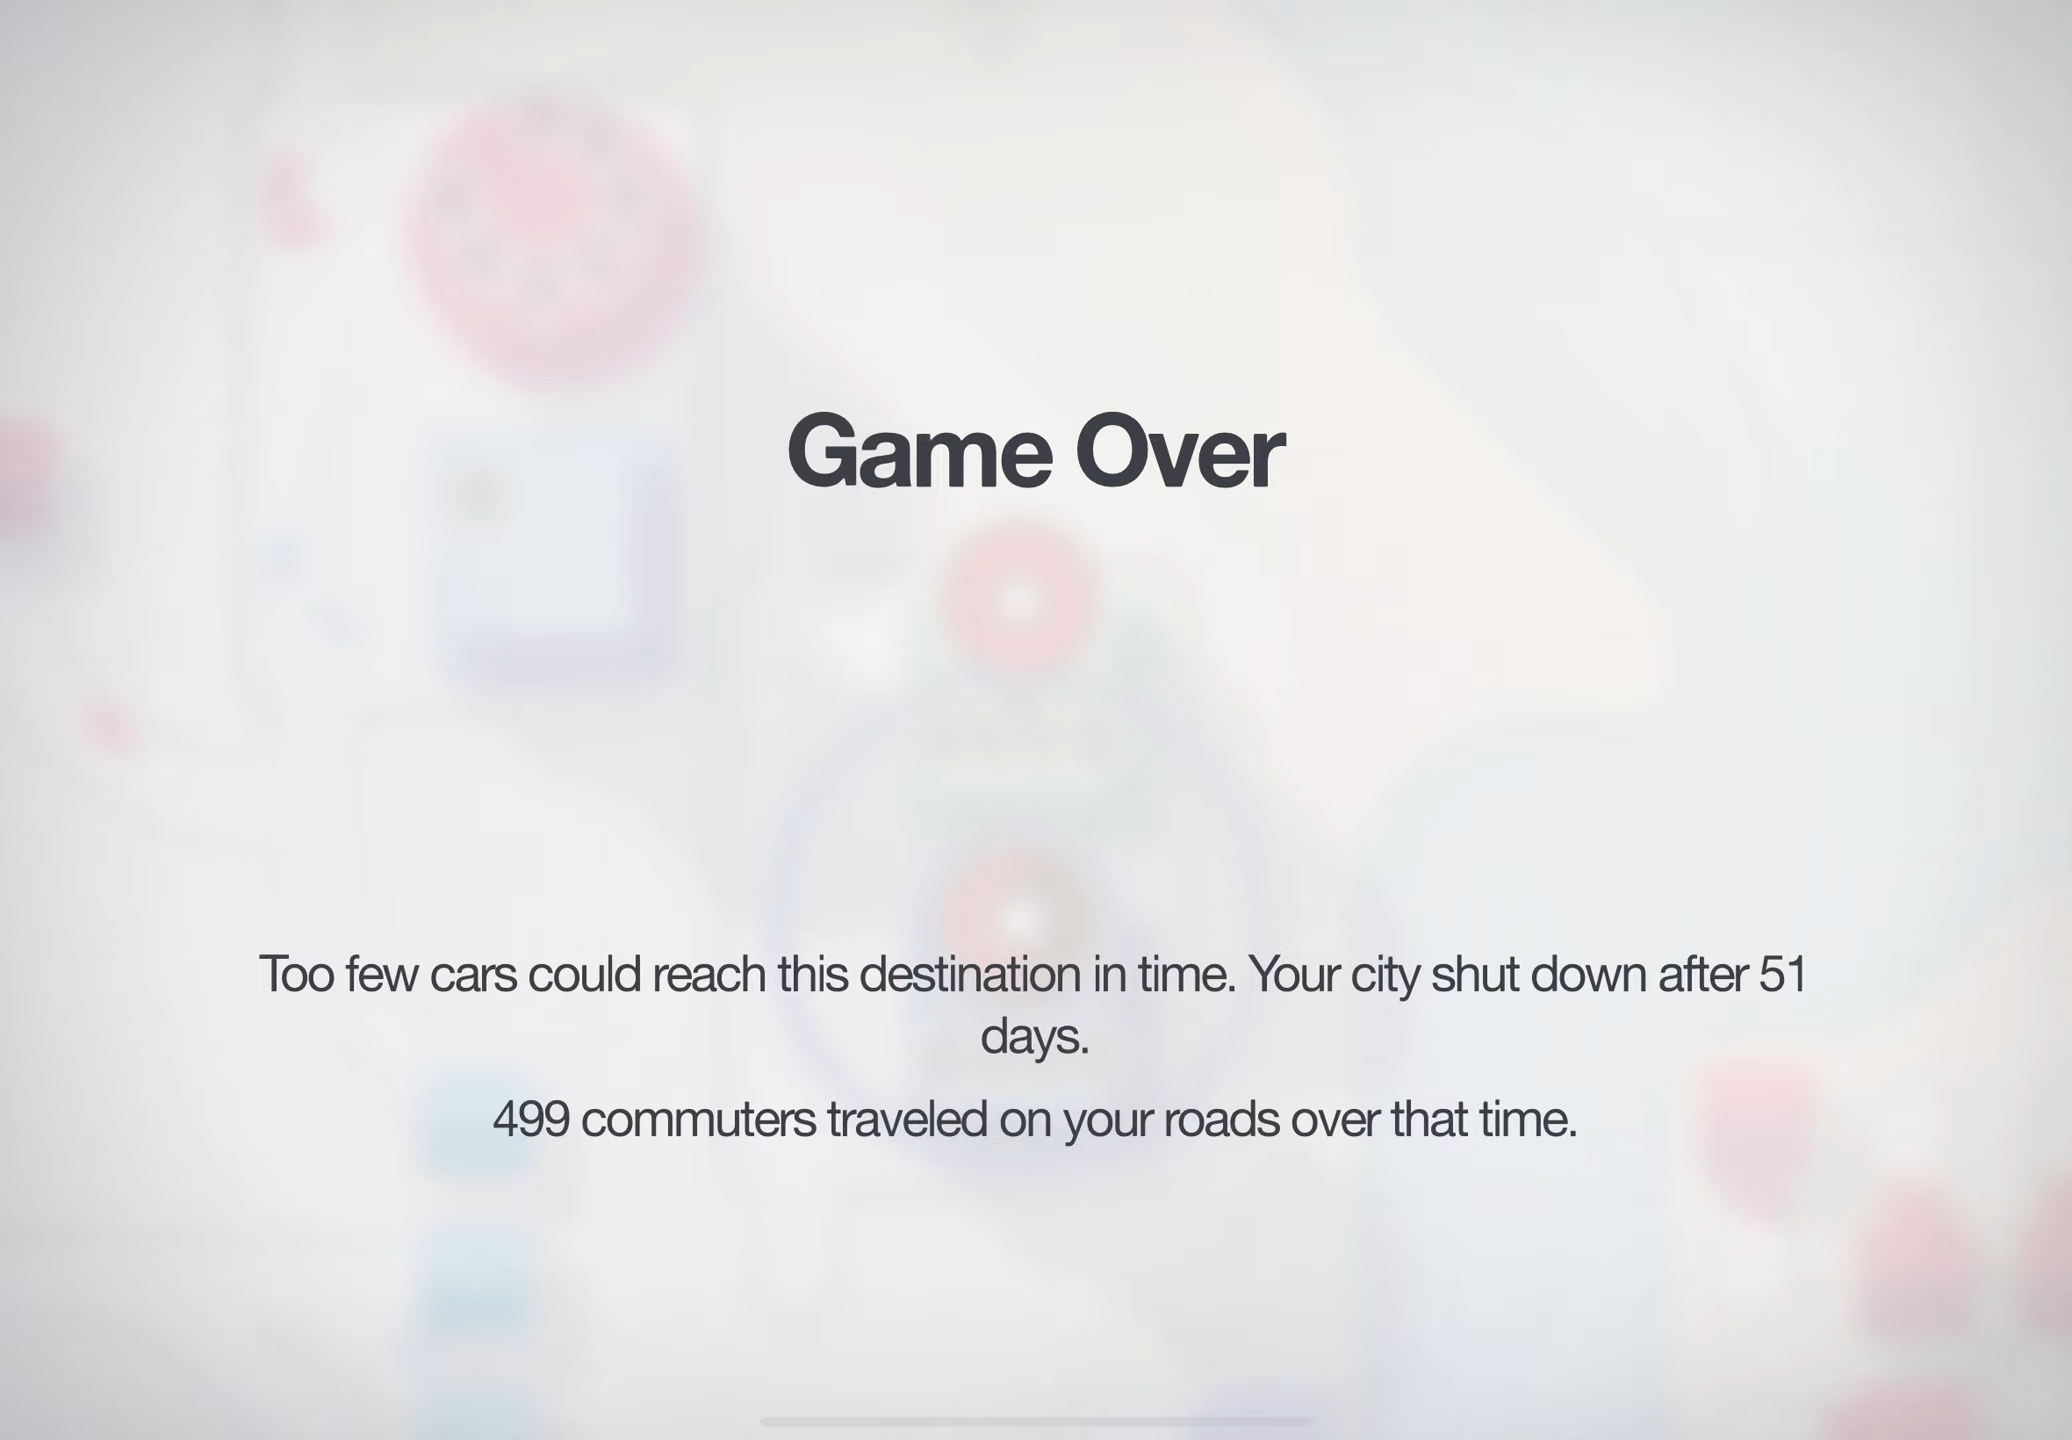 Game Over
Too few cars could reach this destination in time. Your city shut down after 51
days.
499 commuters traveled on your roads over that time.